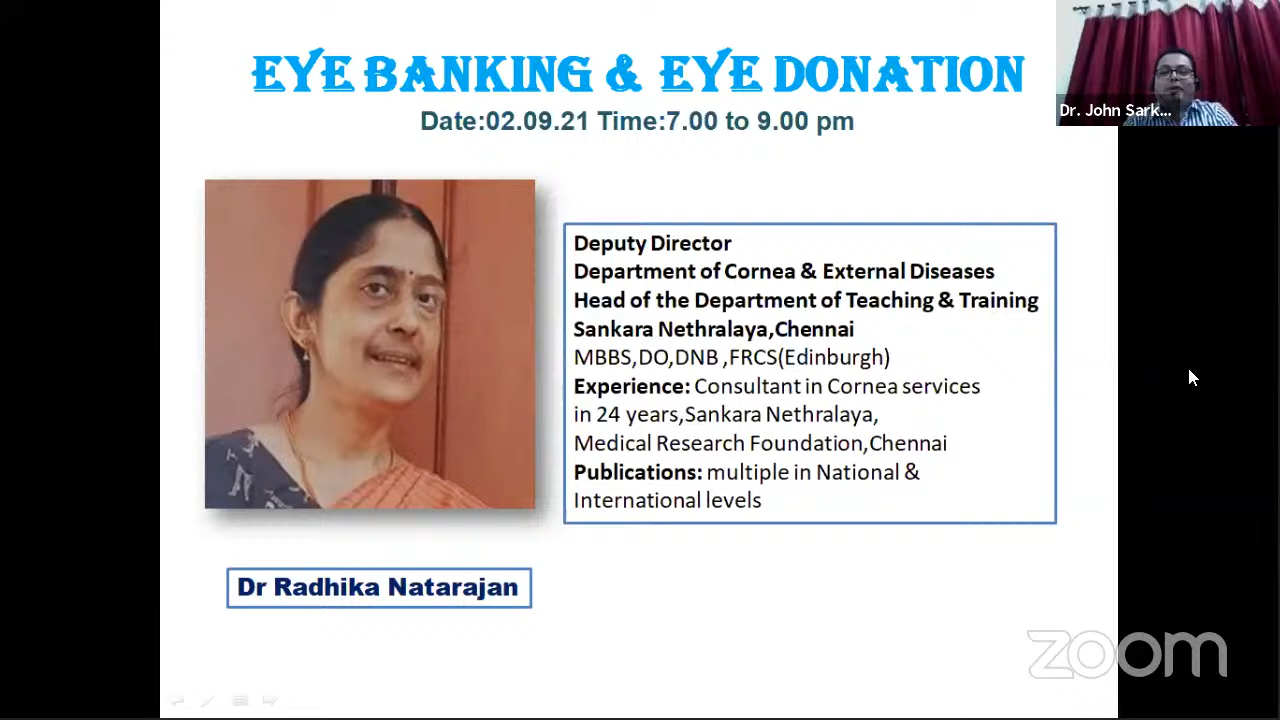 EYE BANKING & EYE DONATION
Date:02.09.21 Time:7.00 to 9.00 pm
Dr. John Sark...
Deputy Director
Department of Cornea & External Diseases
Head of the Department of Teaching & Training
Sankara Nethralaya,Chennai
MBBS,DO,DNB ,FRCS(Edinburgh)
Experience: Consultant in Cornea services
in 24 years,Sankara Nethralaya,
Medical Research Foundation,Chennai
Publications: multiple in National &
International levels
Dr Radhika Natarajan
zoom